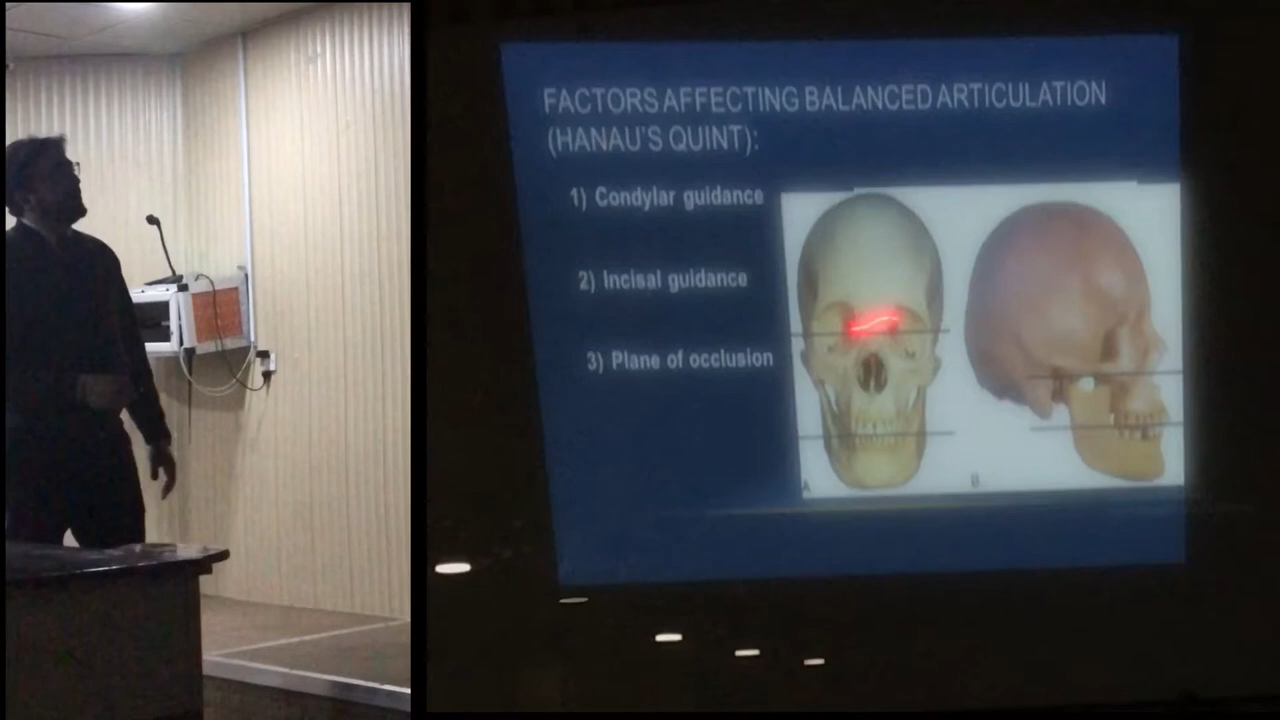 FACTORS AFFECTING BALANCED ARTICULATION
(HANAU'S QUINT):
1) Condylar guidance
2) Incisal guidance
3) Plane of occlusion
A
B